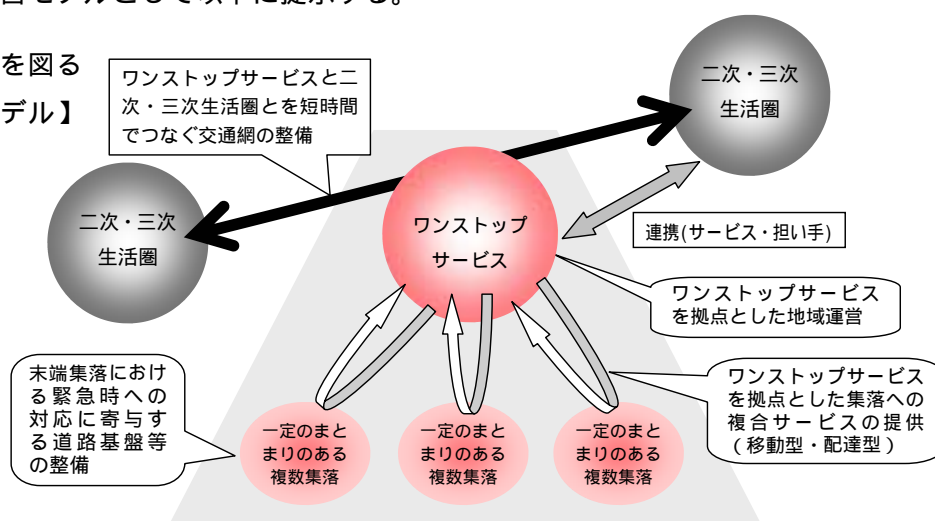 営モデルとして以下に提示する。
を図る
デル】
ワンストップサービスと二
次・三次生活圏とを短時間
でつなぐ交通網の整備
二次・三次
生活圏
二次・三次
生活圏
ワンストップ
サービス
連携(サービス・担い手)
ワンストップサービス
を拠点とした地域運営
末端集落におけ
る緊急時への
対応に寄与す
る道路基盤等
の整備
ワンストップサービス
を拠点とした集落への
複合サービスの提供
(移動型・配達型)
一定のまと
まりのある
複数集落
一定のまと
まりのある
複数集落
一定のまと
まりのある
複数集落